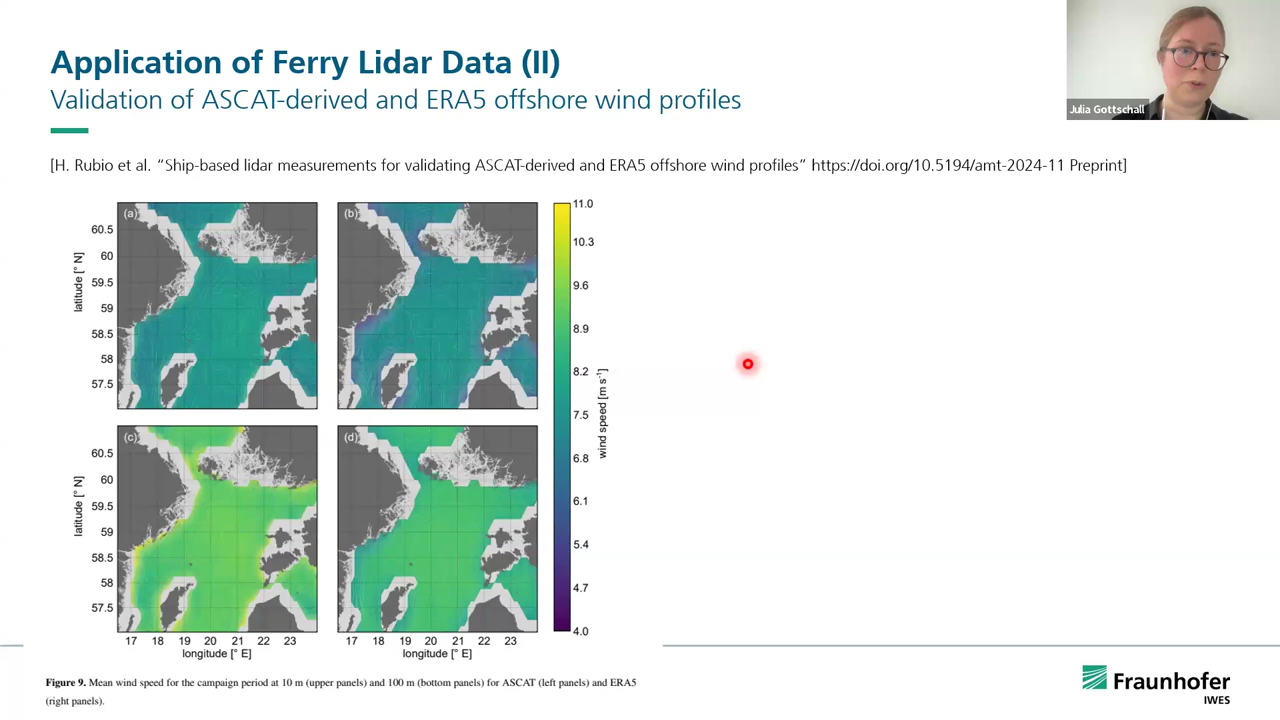 Application of Ferry Lidar Data (II)
Validation of ASCAT-derived and ERA5 offshore wind profiles
Julia Gottschall
[H. Rubio et al. “Ship-based lidar measurements for validating ASCAT-derived and ERA5 offshore wind profiles” https://doi.org/10.5194/amt-2024-11 Preprint]
(a)
(b)
60.5
60
59.5
59
58.5
58
57.5
latitude [° N]
(c)
(d)
60.5
60
59.5
59
58.5
58
57.5
latitude [° N]
17 18 19 20 21 22 23
longitude [° E]
17 18 19 20 21 22 23
longitude [° E]
11.0
10.3
9.6
8.9
8.2
7.5
6.8
6.1
5.4
4.7
4.0
wind speed [m s⁻¹]
Figure 9. Mean wind speed for the campaign period at 10 m (upper panels) and 100 m (bottom panels) for ASCAT (left panels) and ERA5
(right panels).
Fraunhofer
IWES